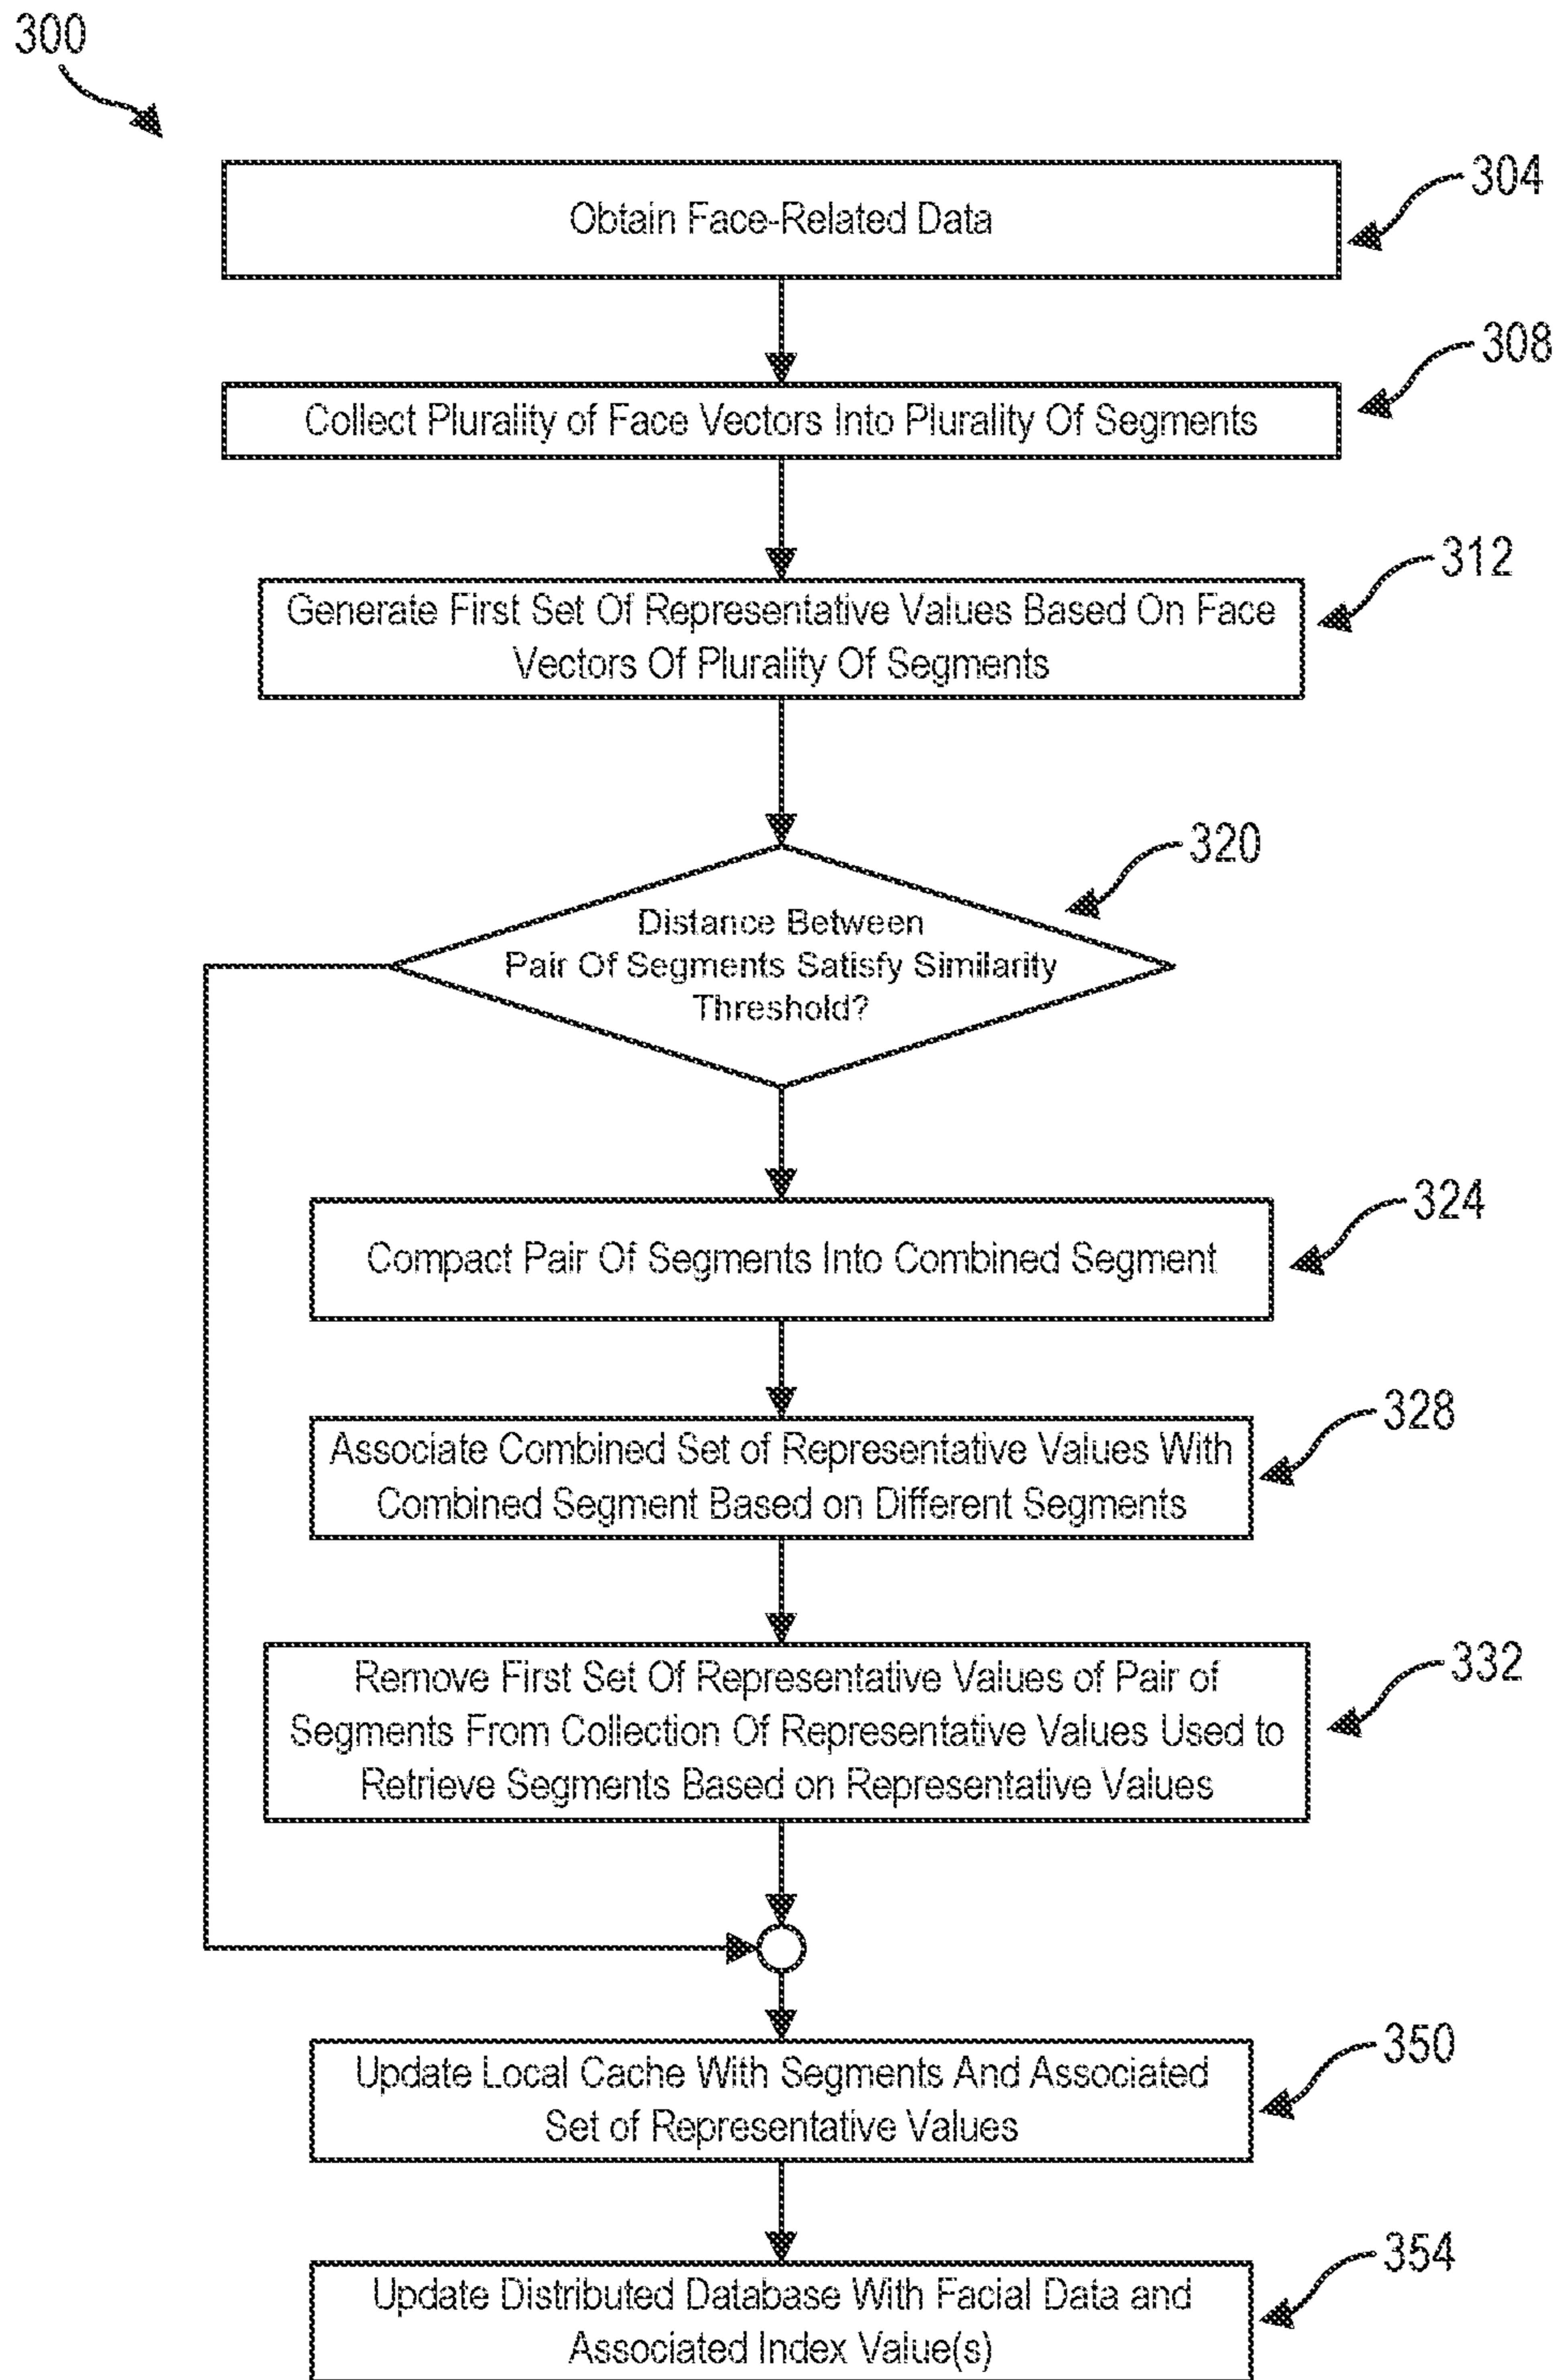 300
304
Obtain Face-Related Data
308
Collect Plurality of Face Vectors Into Plurality Of Segments
312
Generate First Set Of Representative Values Based On Face
Vectors Of Plurality Of Segments
320
Distance Between
Pair Of Segments Satisfy Similarity
Threshold?
324
Compact Pair Of Segments Into Combined Segment
328
Associate Combined Set of Representative Values With
Combined Segment Based on Different Segments
332
Remove First Set Of Representative Values of Pair of
Segments From Collection Of Representative Values Used to
Retrieve Segments Based on Representative Values
350
Update Local Cache With Segments And Associated
Set of Representative Values
354
Update Distributed Database With Facial Data and
Associated Index Value(s)